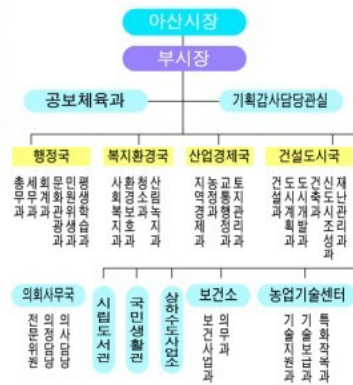 아산시장
부시장
공보체육과
기획감사담당관실
행정국
복지환경국
산업경제국
건설도시국
총무과
세무과
회계과
문화관광과
민원위생과
평생학습과
사회복지과
환경보호과
청소과
산림녹지과
지역경제과
농정과
교통행정과
토지관리과
건설과
도시계획과
도시개발과
건축과
신도시조성과
재난관리과
의회사무국
시립도서관
국민생활관
상하수도사업소
보건소
농업기술센터
전문위원
의정담당
의사담당
보건사업과
의무과
기술지원과
기술보급과
특화작목과